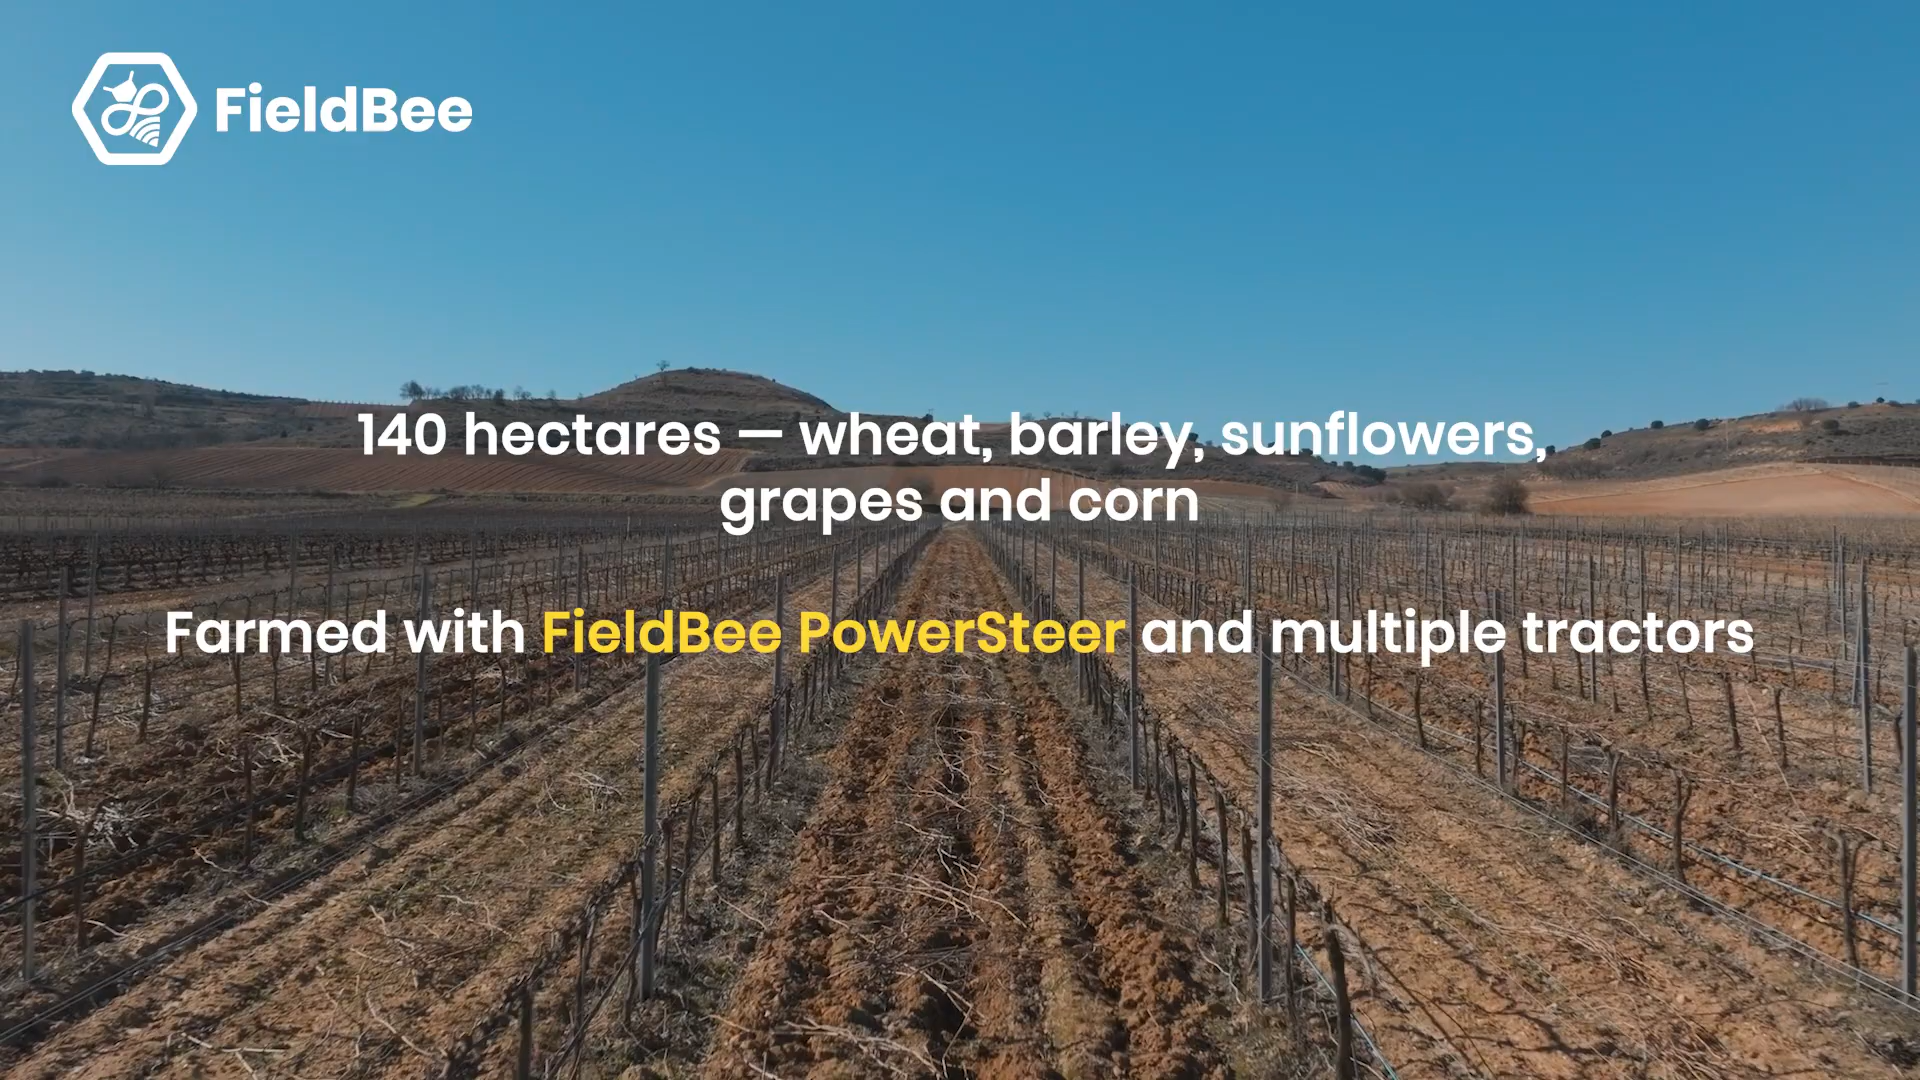 FieldBee
140 hectares — wheat, barley, sunflowers,
grapes and corn
Farmed with FieldBee PowerSteer and multiple tractors